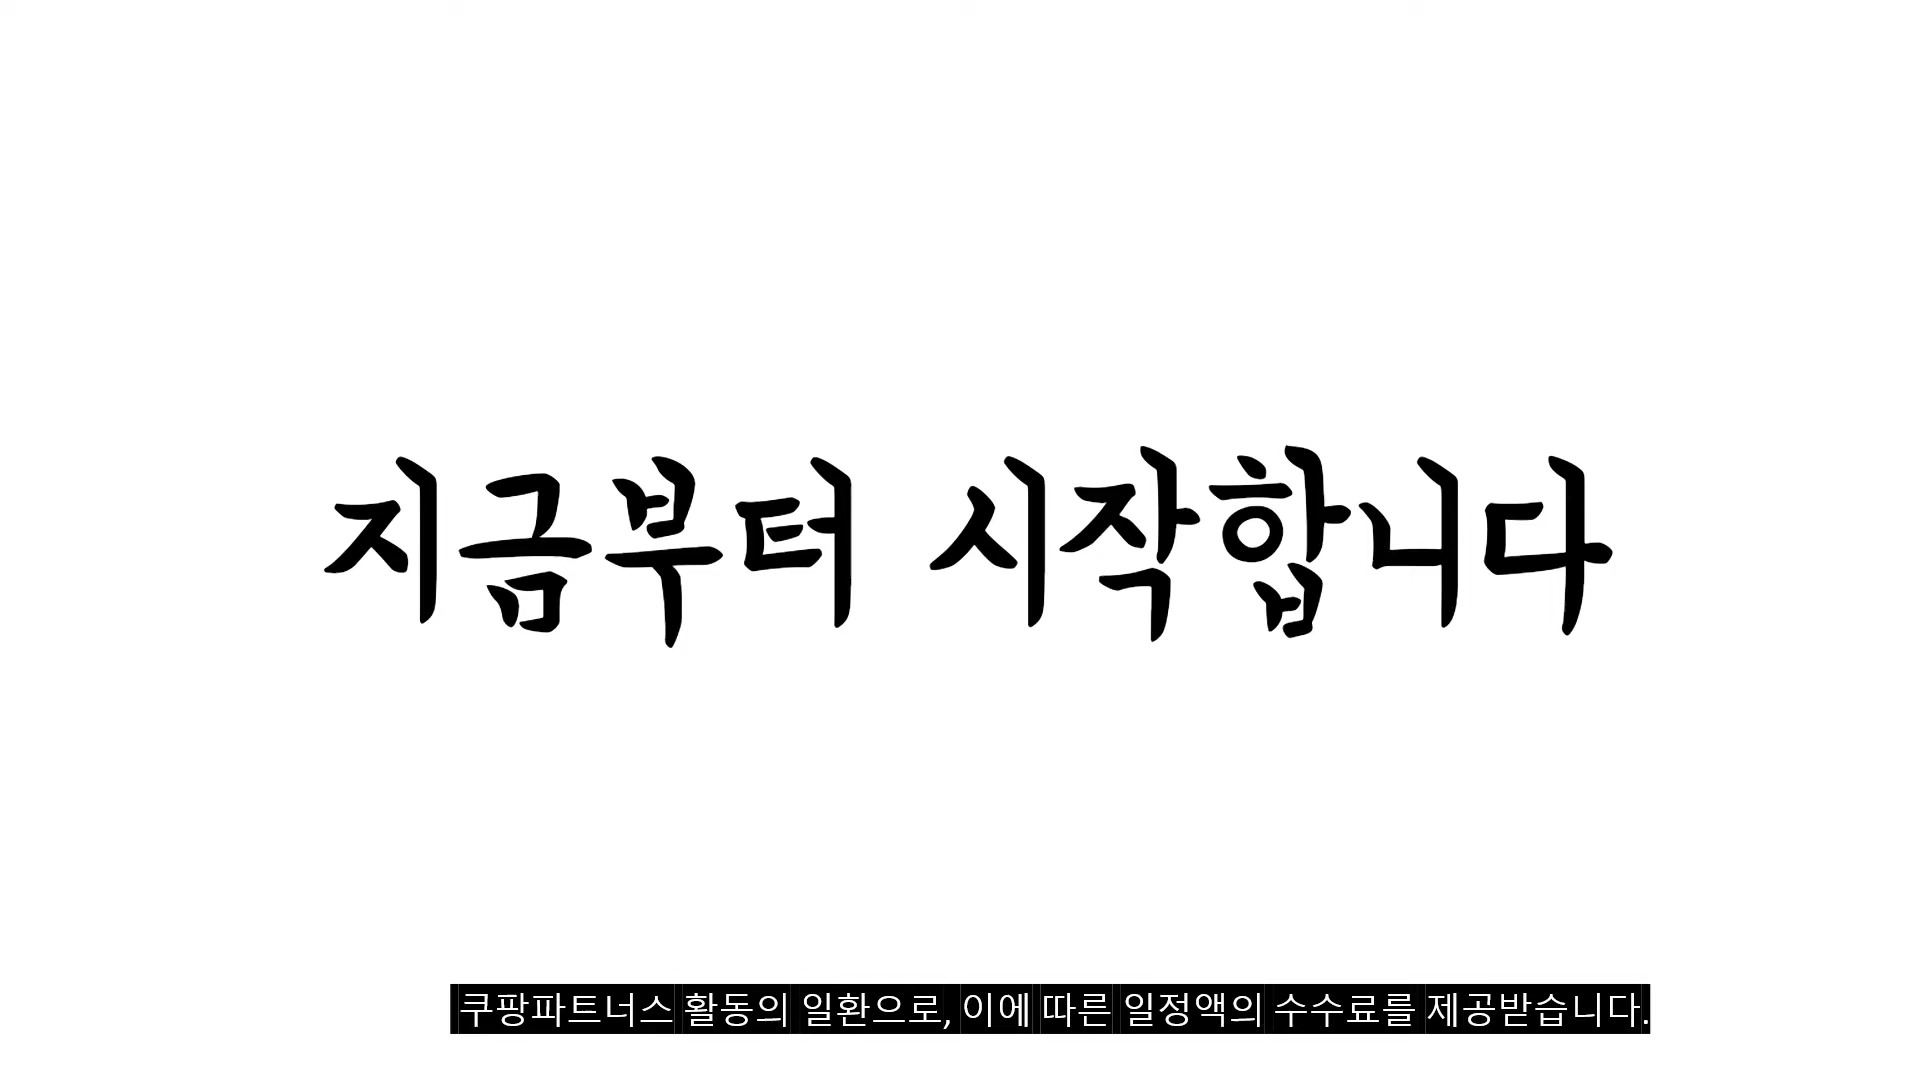 지금부터 시작합니다
쿠팡파트너스 활동의 일환으로, 이에 따른 일정액의 수수료를 제공받습니다.